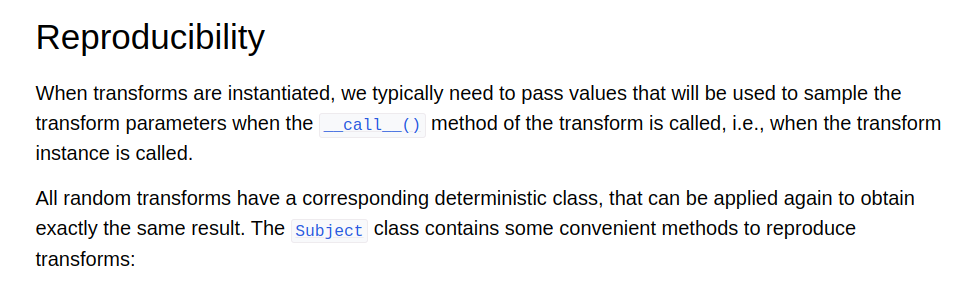 Reproducibility
When transforms are instantiated, we typically need to pass values that will be used to sample the
transform parameters when the __call__() method of the transform is called, i.e., when the transform
instance is called.
All random transforms have a corresponding deterministic class, that can be applied again to obtain
exactly the same result. The Subject class contains some convenient methods to reproduce
transforms: